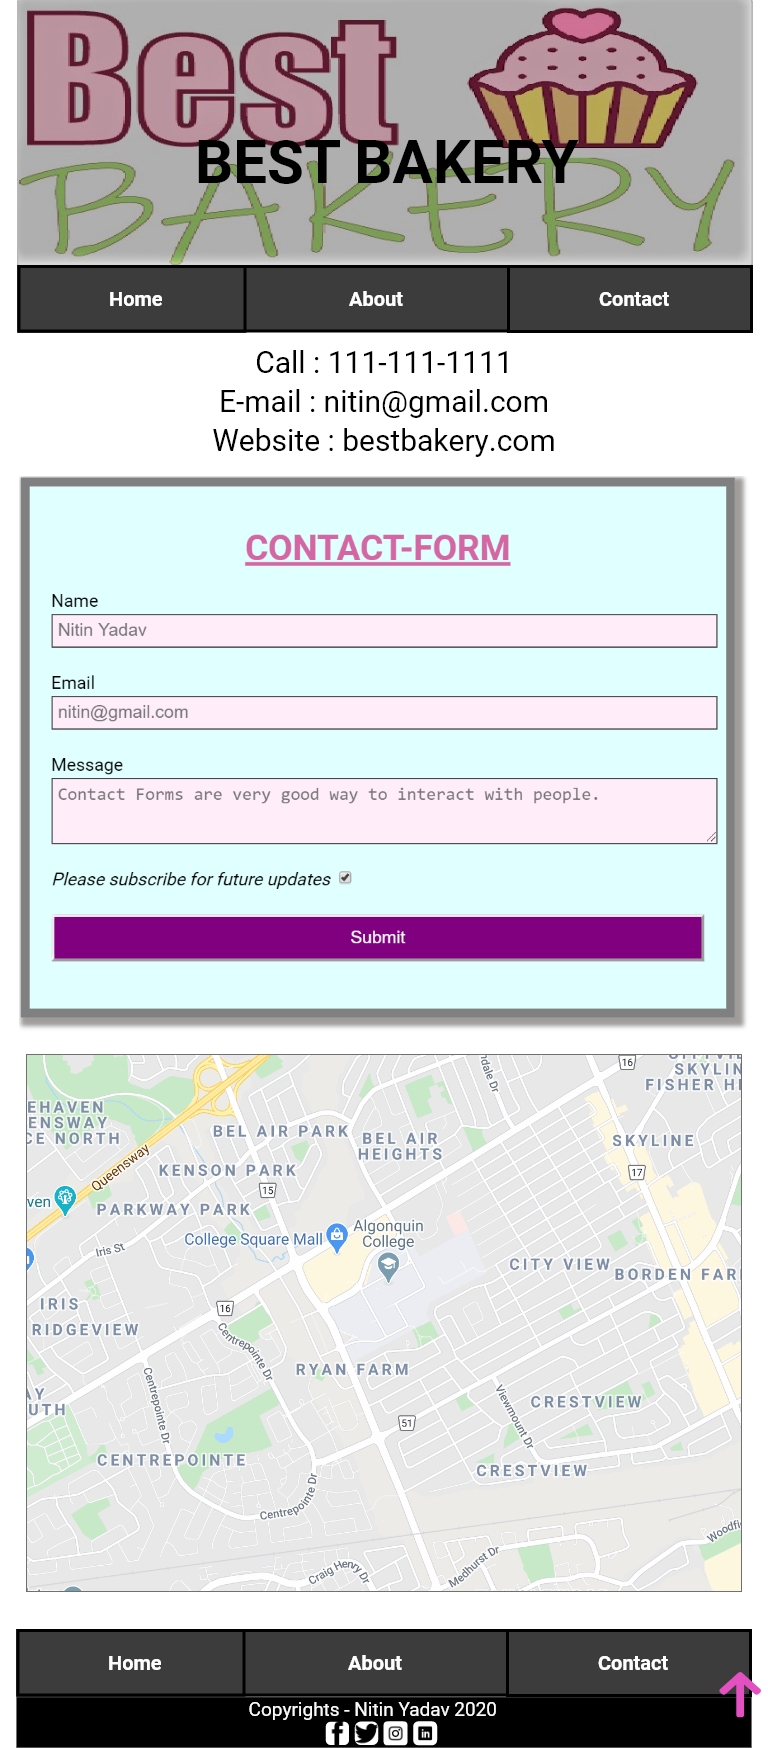 Best
BAKERY
BEST BAKERY
Home About Contact
Call : 111-111-1111
E-mail : nitin@gmail.com
Website : bestbakery.com
CONTACT-FORM
Name
Nitin Yadav
Email
nitin@gmail.com
Message
Contact Forms are very good way to interact with people.
Please subscribe for future updates
Submit
16
SKYLIN
FISHER H
ndale Dr
EHAVEN
ENSWAY
CE NORTH
BEL AIR PARK
BEL AIR
HEIGHTS
SKYLINE
Queensway
KENSON PARK
17
15
ven
PARKWAY PARK
College Square Mall
Algonquin
College
Iris St
CITY VIEW
BORDEN FAR
IRIS
RIDGEVIEW
16
Centrepointe Dr
Centrepointe Dr
RYAN FARM
AY
UTH
Viewmount Dr
CRESTVIEW
51
CENTREPOINTE
CRESTVIEW
Centrepointe Dr
Woodfi
Medhurst Dr
Craig Henry Dr
Home About Contact
Copyrights - Nitin Yadav 2020